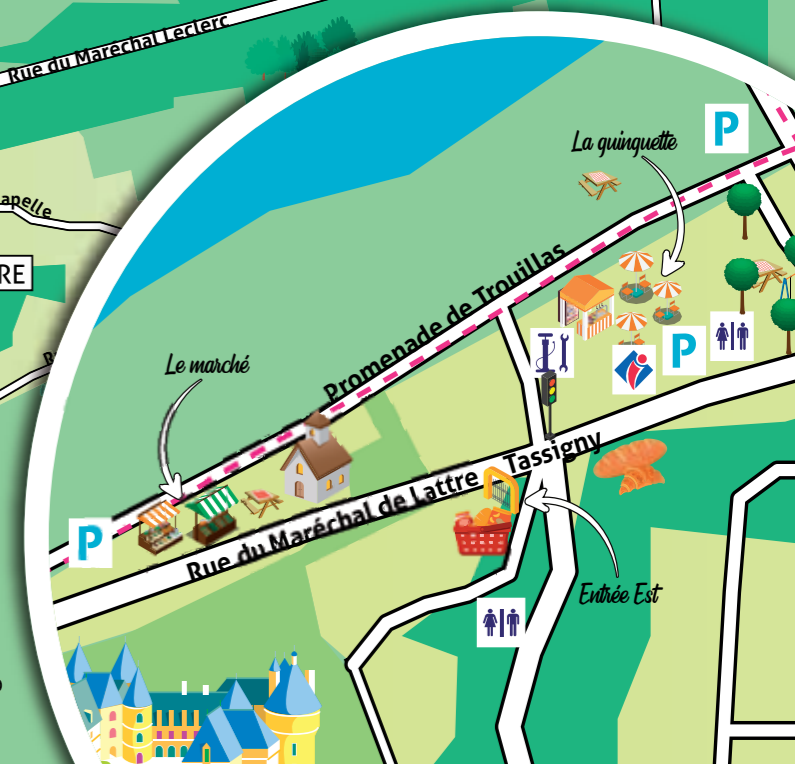 Rue du Maréchal Leclerc
P
La guinguette
apelle
RE
Promenade de Trouillas
Le marché
P
Rue du Maréchal de Lattre Tassigny
P
Entrée Est